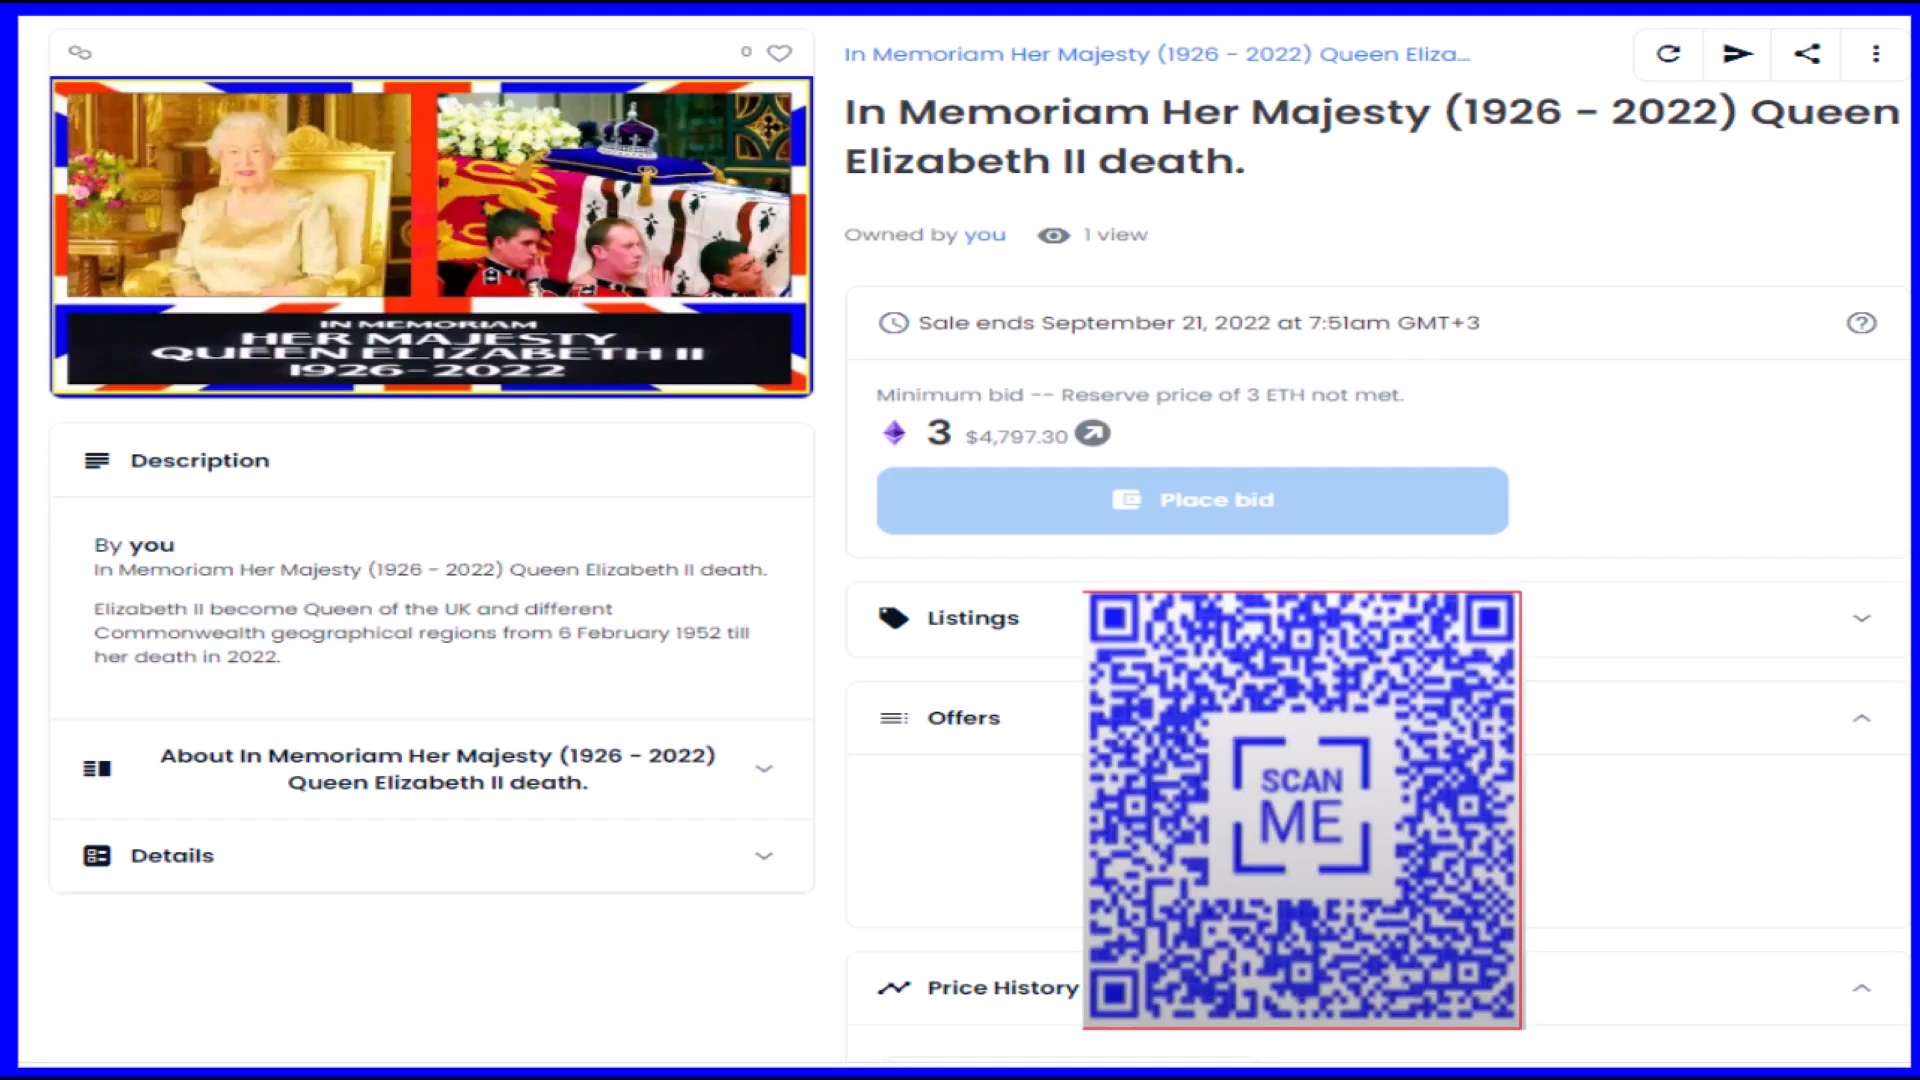 0
In Memoriam Her Majesty (1926 - 2022) Queen Eliza...
In Memoriam Her Majesty (1926 - 2022) Queen
Elizabeth II death.
Owned by you 1 view
IN MEMORIAM
HER MAJESTY
QUEEN ELIZABETH II
1926-2022
Sale ends September 21, 2022 at 7:51am GMT+3
Minimum bid -- Reserve price of 3 ETH not met.
3 $4,797.30
Place bid
Description
By you
In Memoriam Her Majesty (1926 - 2022) Queen Elizabeth II death.
Elizabeth II become Queen of the UK and different
Commonwealth geographical regions from 6 February 1952 till
her death in 2022.
About In Memoriam Her Majesty (1926 - 2022)
Queen Elizabeth II death.
Details
Listings
Offers
SCAN
ME
Price History